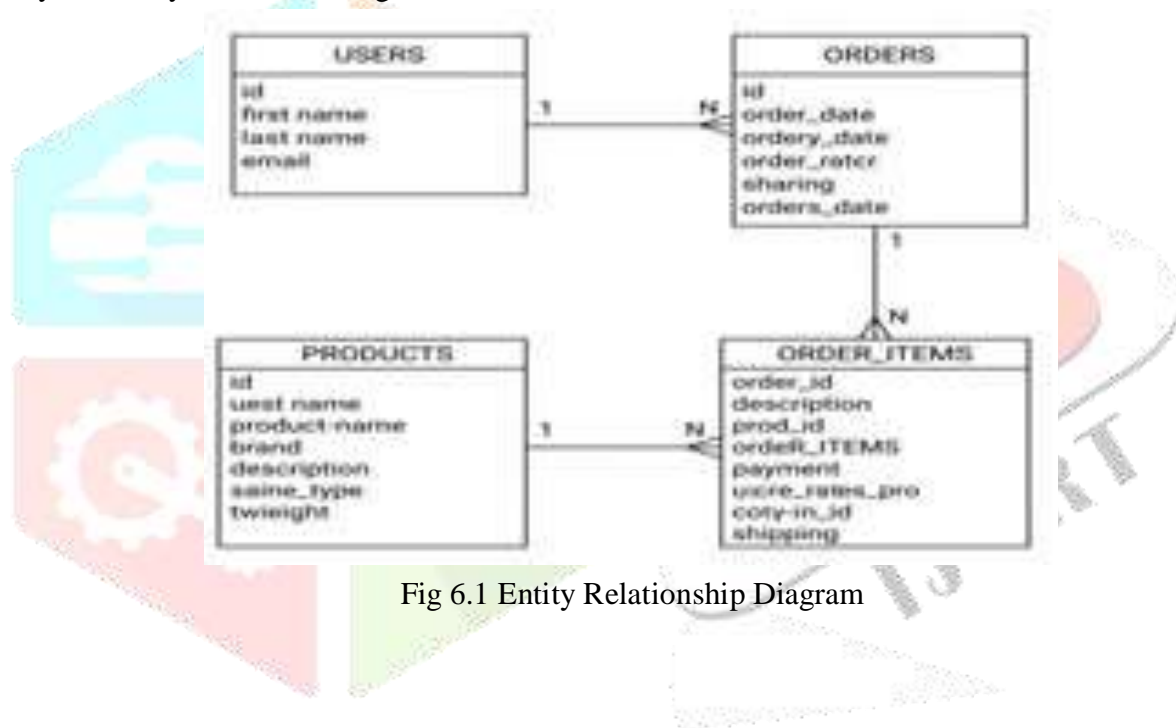 USERS
id
first name
last name
email
1
N
ORDERS
id
order_date
ordery_date
order_ratcr
sharing
orders_date
1
N
PRODUCTS
id
uest name
product-name
brand
description
saine_type
twieight
1
N
ORDER_ITEMS
order_id
description
prod_id
ordeR_ITEMS
payment
uicre_rates_pro
coty-in_id
shipping
Fig 6.1 Entity Relationship Diagram